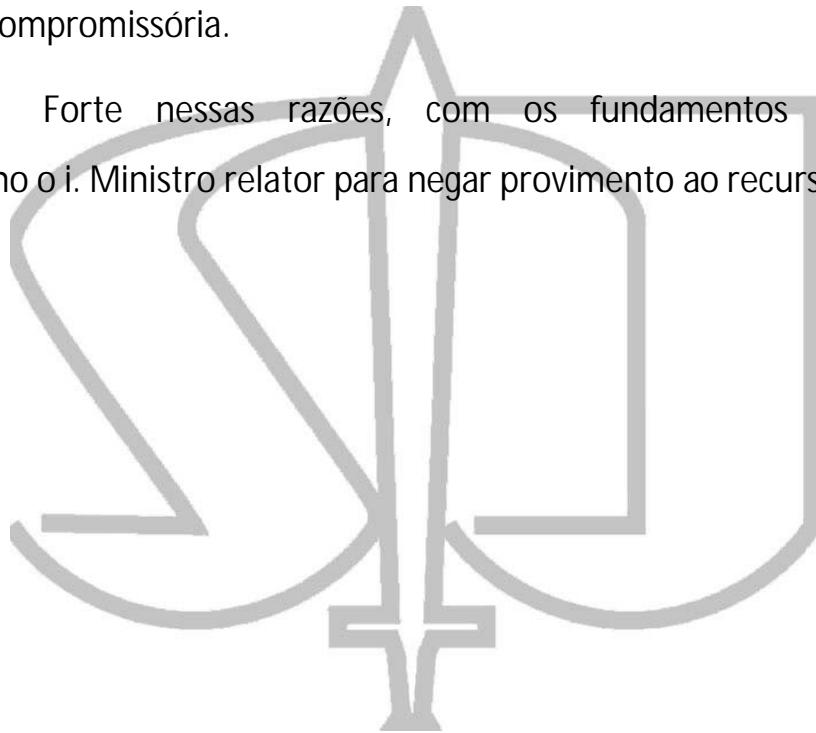 ompromissória.
Forte nessas razões, com os fundamentos
no o i. Ministro relator para negar provimento ao recurs